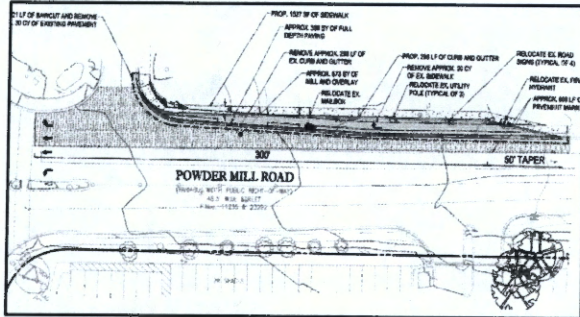 21 LF OF SAWCUT AND REMOVE
30 CY OF EXISTING PAVEMENT
PROP. 1527 SF OF SIDEWALK
APPROX. 398 SY OF FULL
DEPTH PAVING
REMOVE APPROX. 298 LF OF
EX. CURB AND GUTTER
APPROX. 673 SY OF
MILL AND OVERLAY
RELOCATE EX.
MAILBOX
PROP. 298 LF OF CURB AND GUTTER
REMOVE APPROX. 20 CY
OF EX. SIDEWALK
RELOCATE EX. UTILITY
POLE (TYPICAL OF 2)
RELOCATE EX. ROAD
SIGNS (TYPICAL OF 4)
RELOCATE EX. FIRE
HYDRANT
APPROX.
PAVEMENT
300'
50' TAPER
POWDER MILL ROAD
PUBLIC RIGHT-OF-WAY